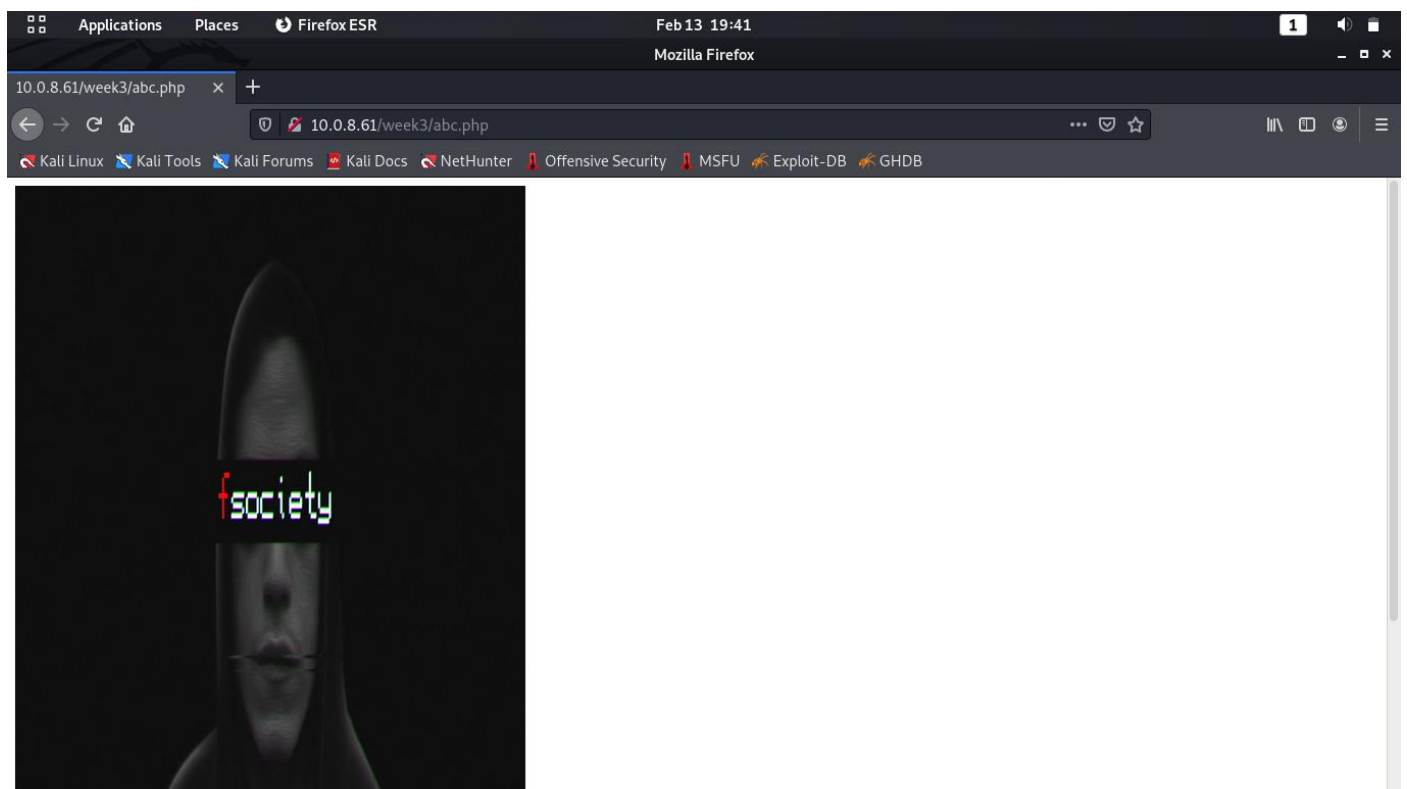 Applications Places Firefox ESR Feb 13 19:41 1
Mozilla Firefox
10.0.8.61/week3/abc.php
10.0.8.61/week3/abc.php
Kali Linux Kali Tools Kali Forums Kali Docs NetHunter Offensive Security MSFU Exploit-DB GHDB
fsociety